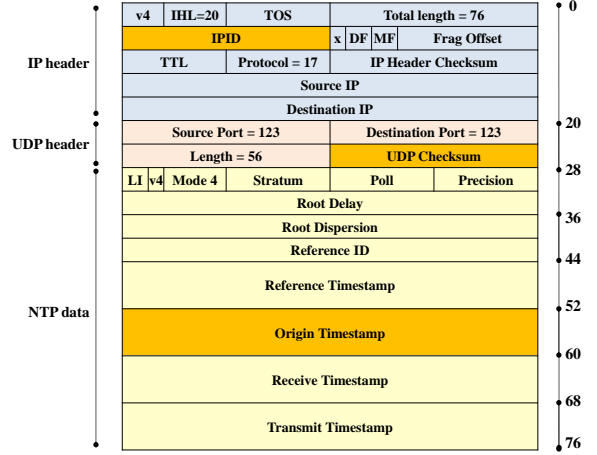 v4 IHL=20 TOS Total length = 76 0
IPID x DF MF Frag Offset
IP header TTL Protocol = 17 IP Header Checksum
Source IP
Destination IP
20
UDP header Source Port = 123 Destination Port = 123
Length = 56 UDP Checksum
28
LI v4 Mode 4 Stratum Poll Precision
Root Delay
36
Root Dispersion
Reference ID
44
Reference Timestamp
52
NTP data
Origin Timestamp
60
Receive Timestamp
68
Transmit Timestamp
76